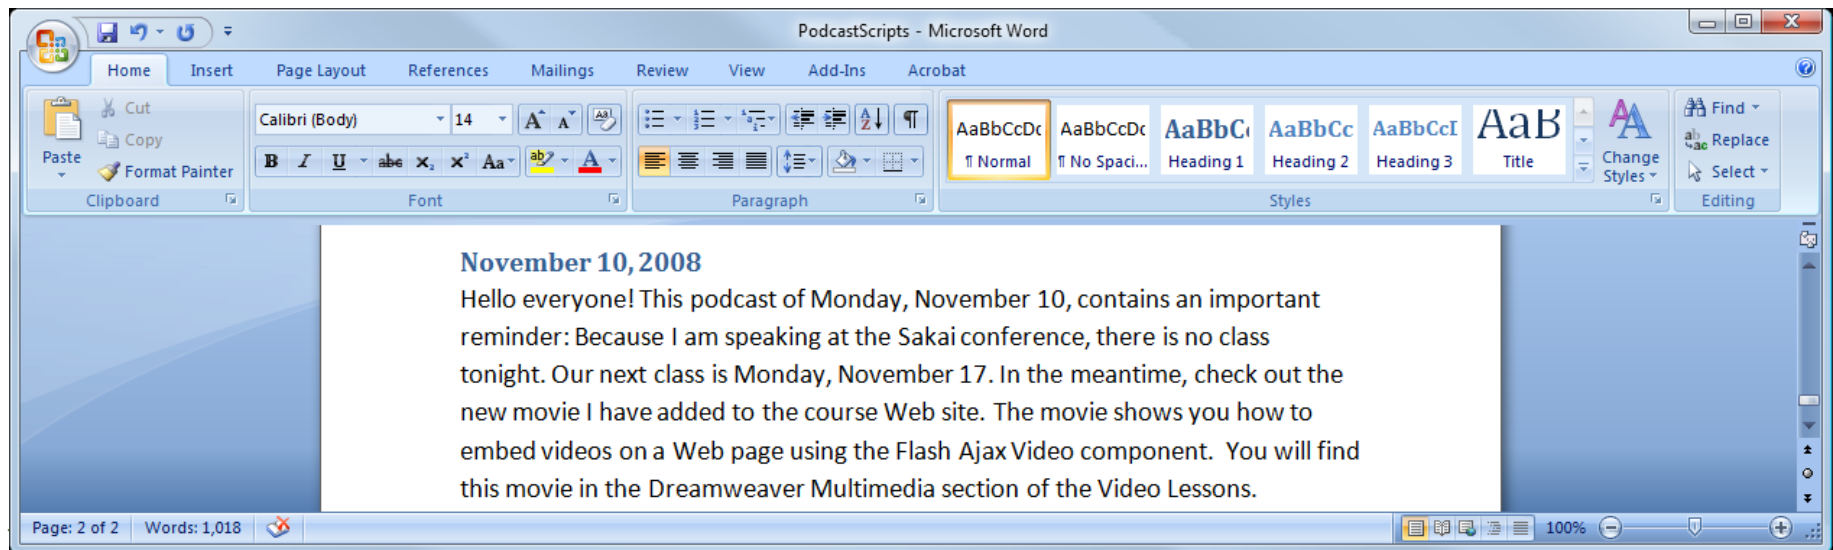 PodcastScripts - Microsoft Word
Home Insert Page Layout References Mailings Review View Add-Ins Acrobat
Cut
Copy
Paste
Format Painter
Clipboard
Calibri (Body) 14
B I U abc x₂ x² Aa
ab A
Font
Paragraph
AaBbCcDc AaBbCcDc AaBbC AaBbCc AaBbCcI AaB
¶ Normal ¶ No Spaci... Heading 1 Heading 2 Heading 3 Title
Change
Styles
Styles
Find
Replace
Select
Editing
November 10, 2008
Hello everyone! This podcast of Monday, November 10, contains an important
reminder: Because I am speaking at the Sakai conference, there is no class
tonight. Our next class is Monday, November 17. In the meantime, check out the
new movie I have added to the course Web site. The movie shows you how to
embed videos on a Web page using the Flash Ajax Video component.  You will find
this movie in the Dreamweaver Multimedia section of the Video Lessons.
Page: 2 of 2 Words: 1,018 100%